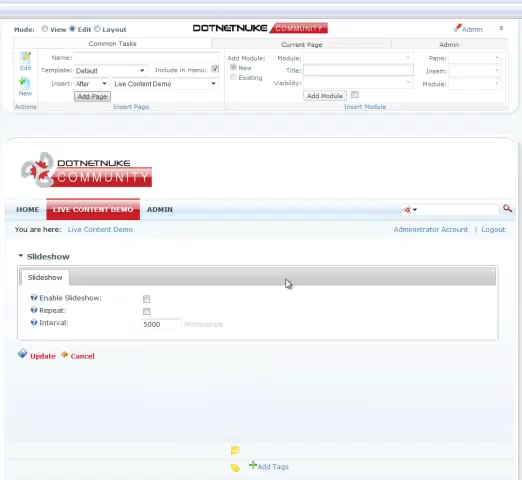 Mode: View Edit Layout
DOTNETNUKE COMMUNITY
Admin
Common Tasks Current Page Admin
Edit
New
Actions
Name:
Template: Default Include in menu:
Insert: After Live Content Demo
Add Page
Insert Page
Add Module: New Existing
Module:
Title:
Visibility:
Add Module
Pane:
Insert:
Module:
Insert Module
DOTNETNUKE
COMMUNITY
HOME LIVE CONTENT DEMO ADMIN
You are here: Live Content Demo Administrator Account | Logout
Slideshow
Slideshow
Enable Slideshow:
Repeat:
Interval: 5000
Update Cancel
Add Tags